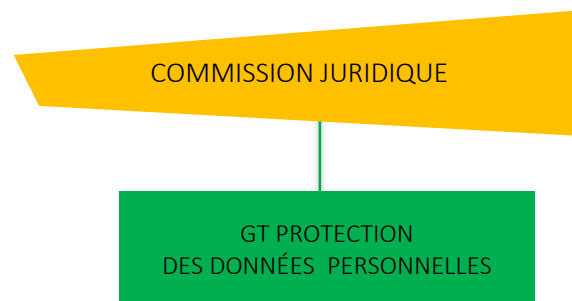 COMMISSION JURIDIQUE
GT PROTECTION
DES DONNÉES PERSONNELLES